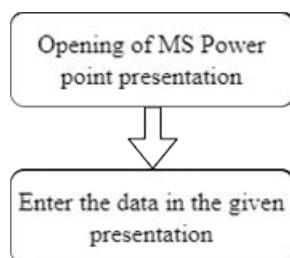 Opening of MS Power
point presentation
Enter the data in the given
presentation